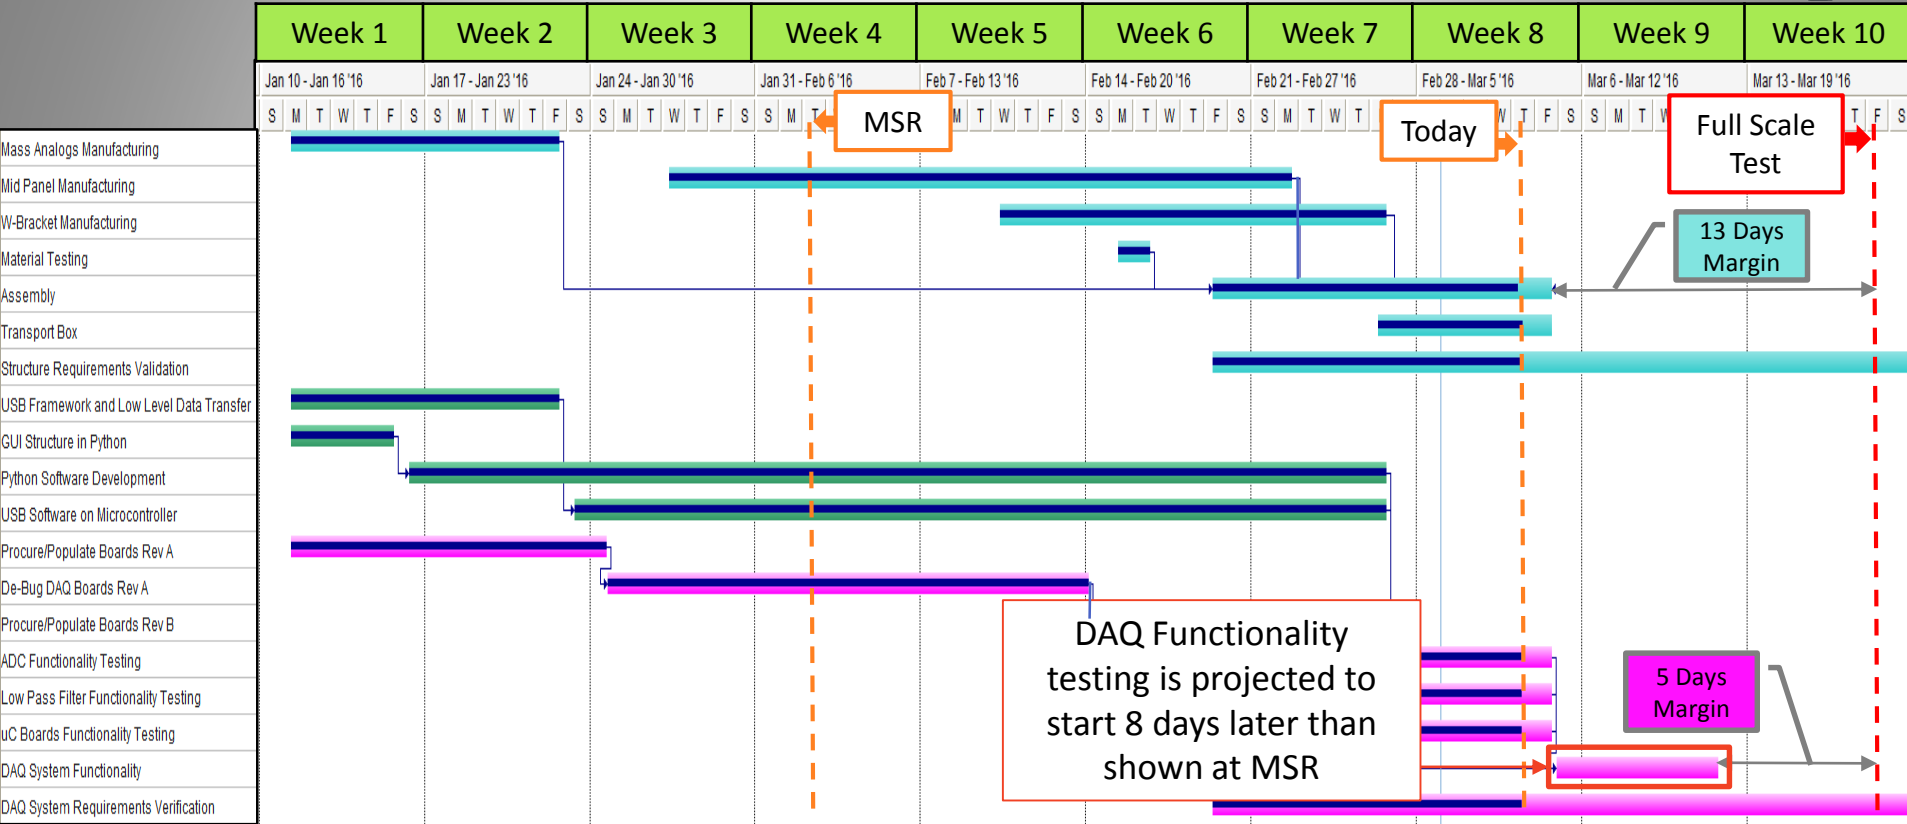 Week 1 Week 2 Week 3 Week 4 Week 5 Week 6 Week 7 Week 8 Week 9 Week 10
Jan 10 - Jan 16 '16 Jan 17 - Jan 23 '16 Jan 24 - Jan 30 '16 Jan 31 - Feb 6 '16 Feb 7 - Feb 13 '16 Feb 14 - Feb 20 '16 Feb 21 - Feb 27 '16 Feb 28 - Mar 5 '16 Mar 6 - Mar 12 '16 Mar 13 - Mar 19 '16
S M T W T F S S M T W T F S S M T W T F S S M T M T W T F S S M T W T F S S M T W T W T F S S M T W T F S
MSR
Today
Full Scale
Test
Mass Analogs Manufacturing
Mid Panel Manufacturing
W-Bracket Manufacturing
13 Days
Margin
Material Testing
Assembly
Transport Box
Structure Requirements Validation
USB Framework and Low Level Data Transfer
GUI Structure in Python
Python Software Development
USB Software on Microcontroller
Procure/Populate Boards Rev A
De-Bug DAQ Boards Rev A
Procure/Populate Boards Rev B
ADC Functionality Testing
Low Pass Filter Functionality Testing
uC Boards Functionality Testing
DAQ System Functionality
DAQ System Requirements Verification
DAQ Functionality
testing is projected to
start 8 days later than
shown at MSR
5 Days
Margin